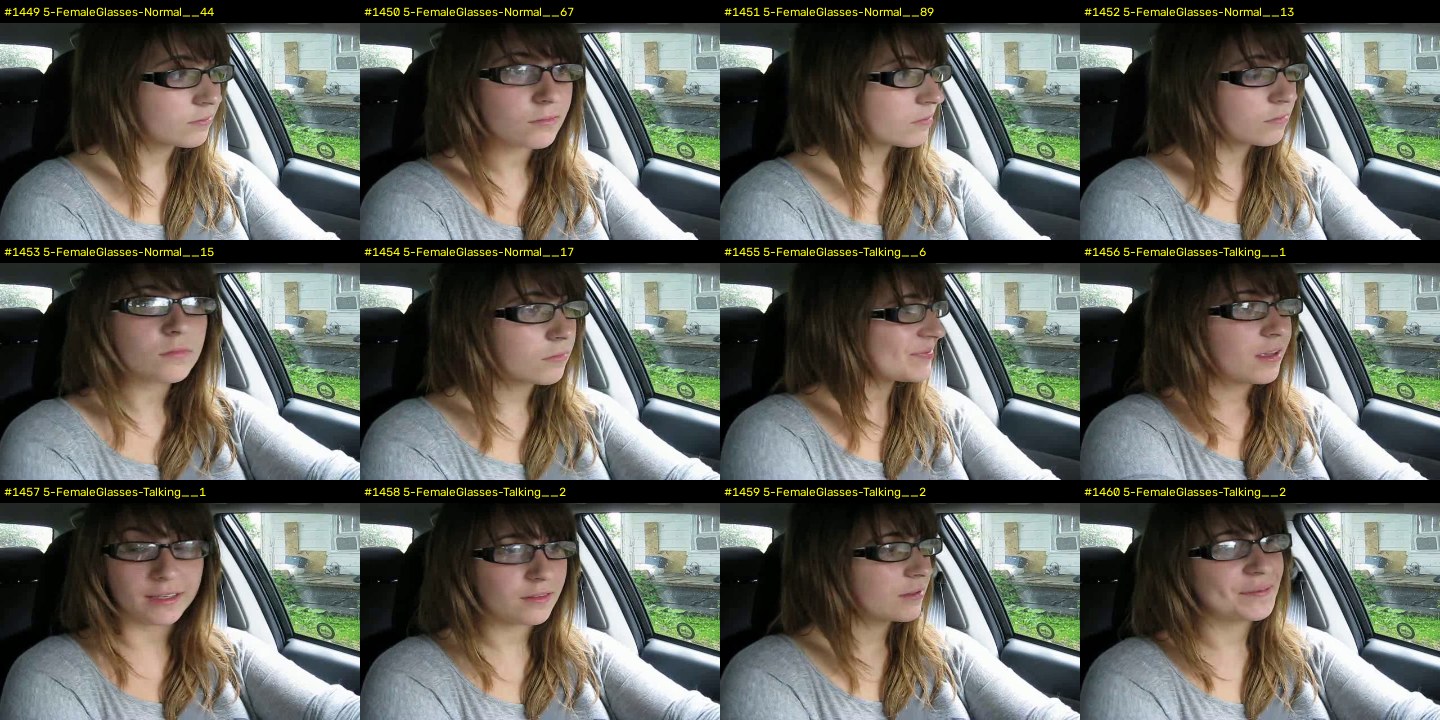 #1449 5-FemaleGlasses-Normal__44
#1450 5-FemaleGlasses-Normal__67
#1451 5-FemaleGlasses-Normal__89
#1452 5-FemaleGlasses-Normal__13
#1453 5-FemaleGlasses-Normal__15
#1454 5-FemaleGlasses-Normal__17
#1455 5-FemaleGlasses-Talking__6
#1456 5-FemaleGlasses-Talking__1
#1457 5-FemaleGlasses-Talking__1
#1458 5-FemaleGlasses-Talking__2
#1459 5-FemaleGlasses-Talking__2
#1460 5-FemaleGlasses-Talking__2